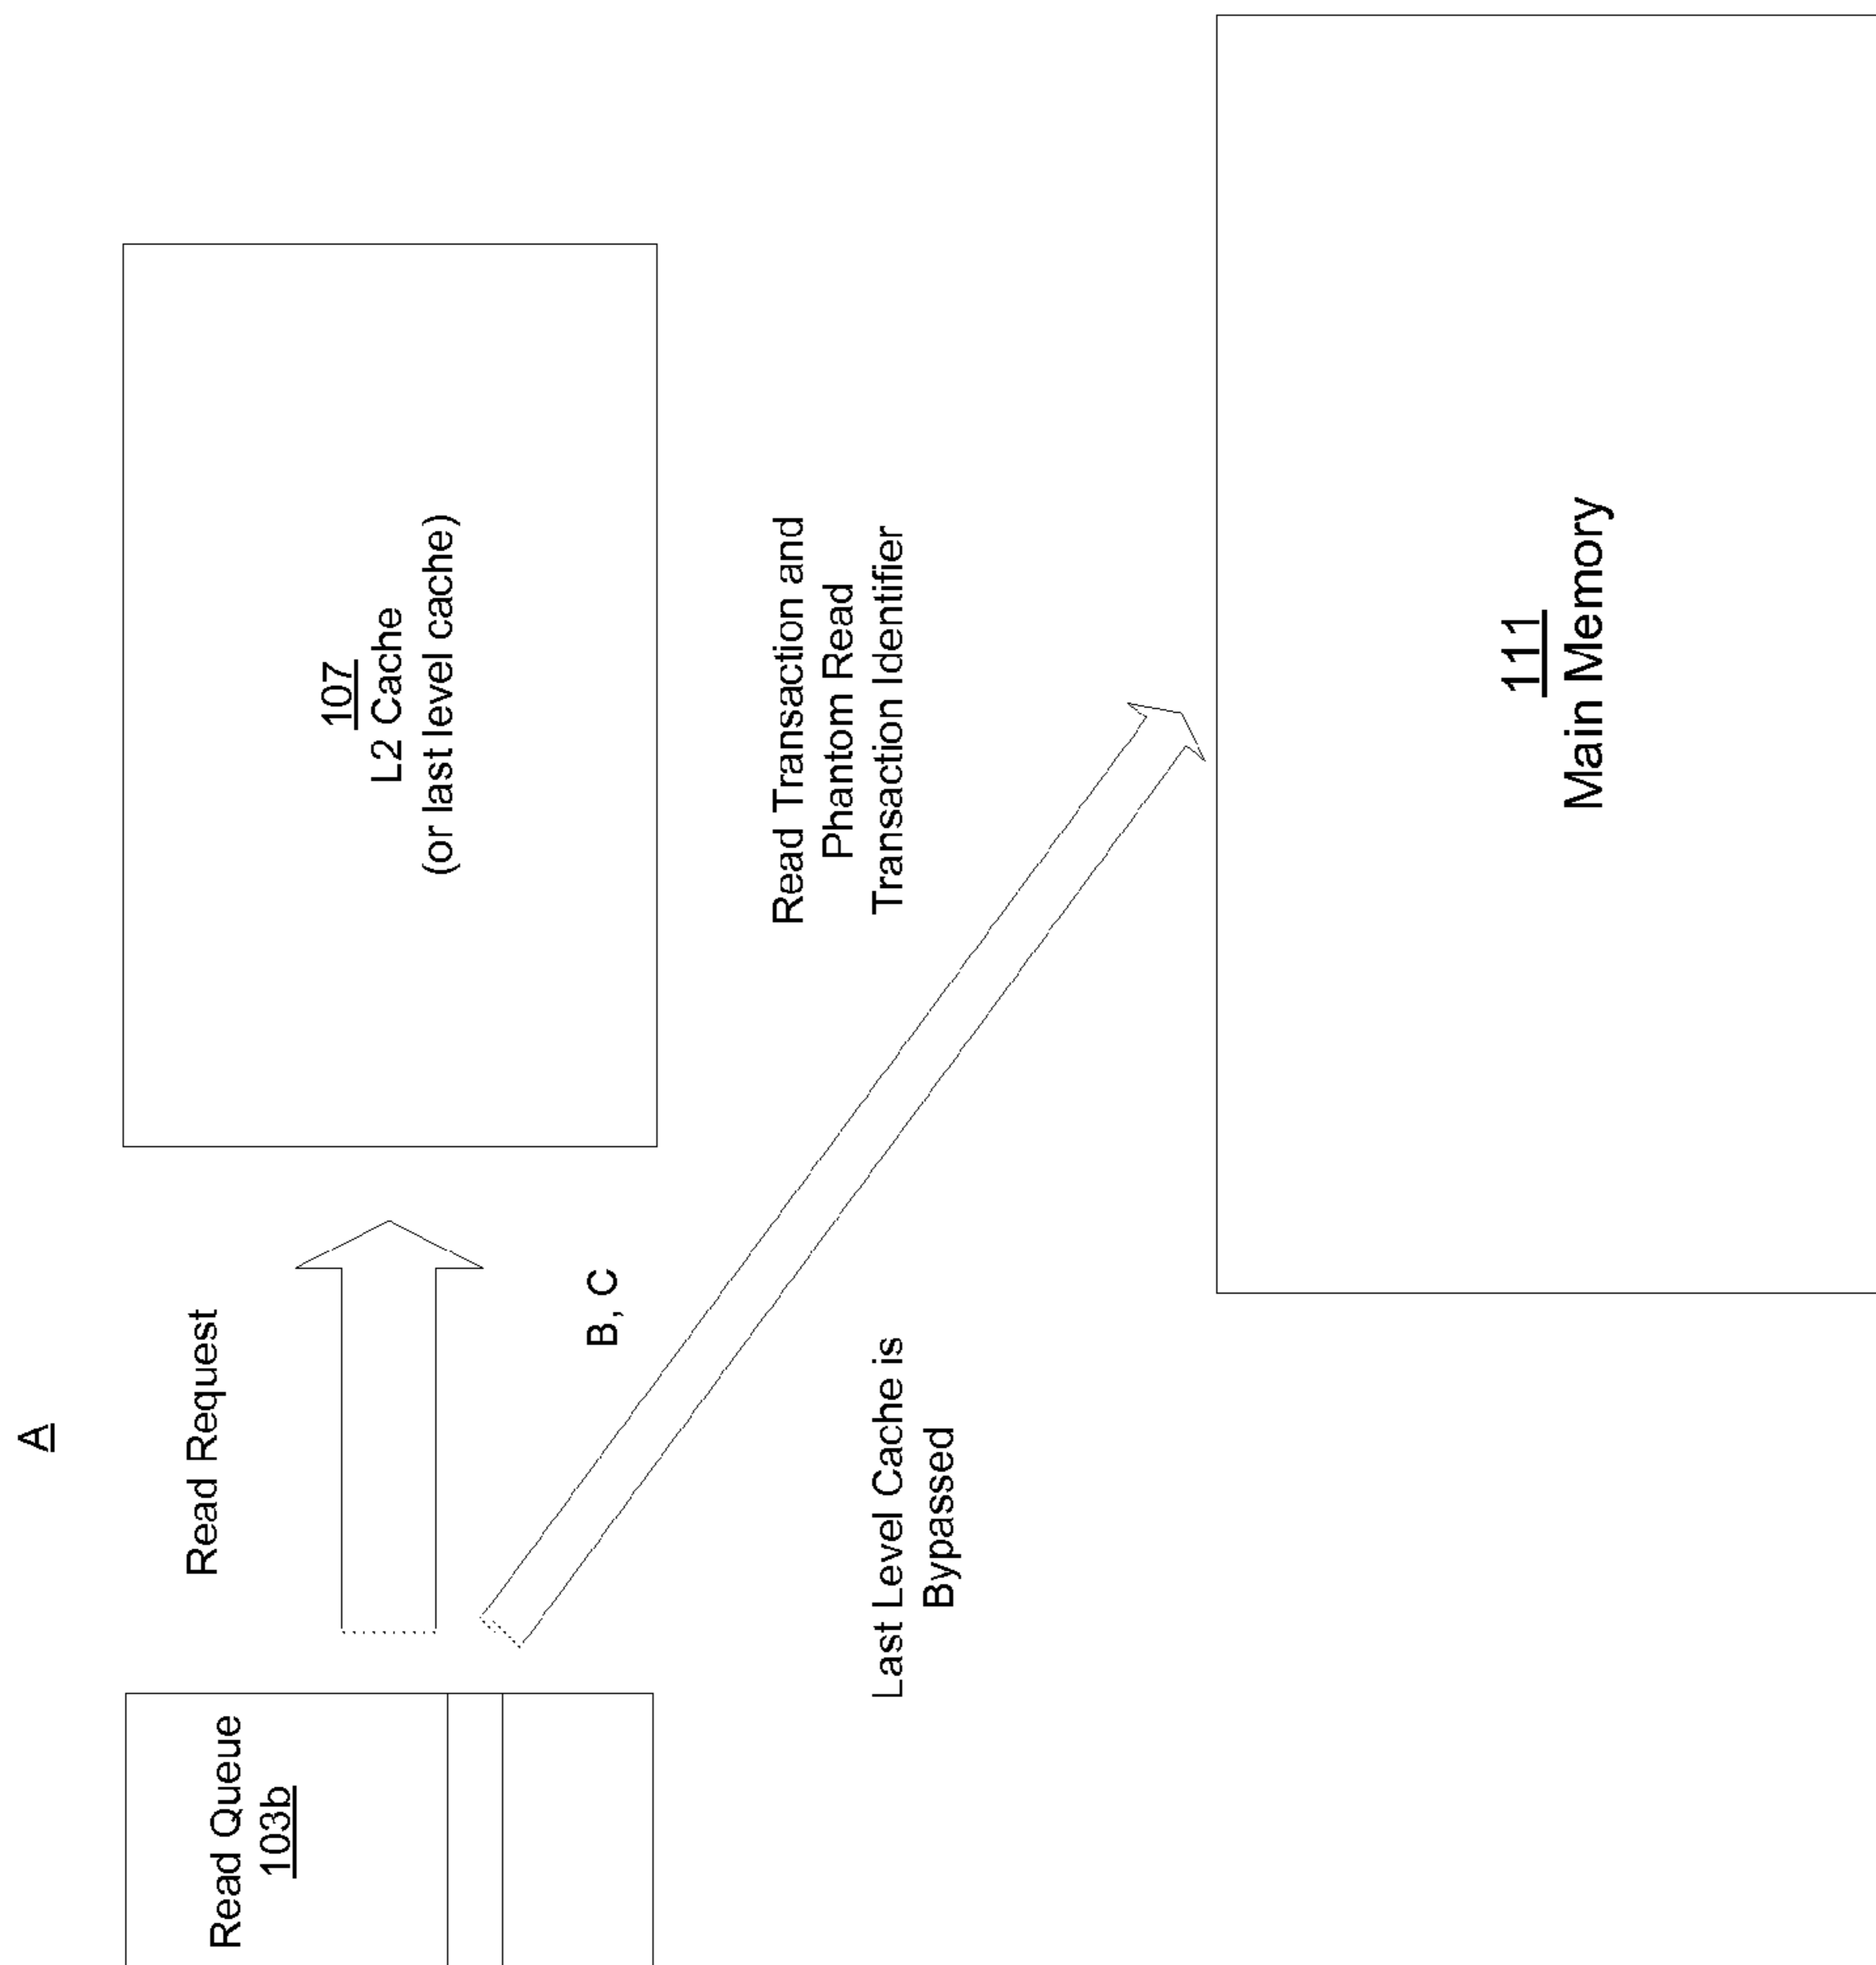 A
Read Request
Read Queue
103b
107
L2 Cache
(or last level cache)
B, C
Read Transaction and
Phantom Read
Transaction Identifier
Last Level Cache is
Bypassed
111
Main Memory